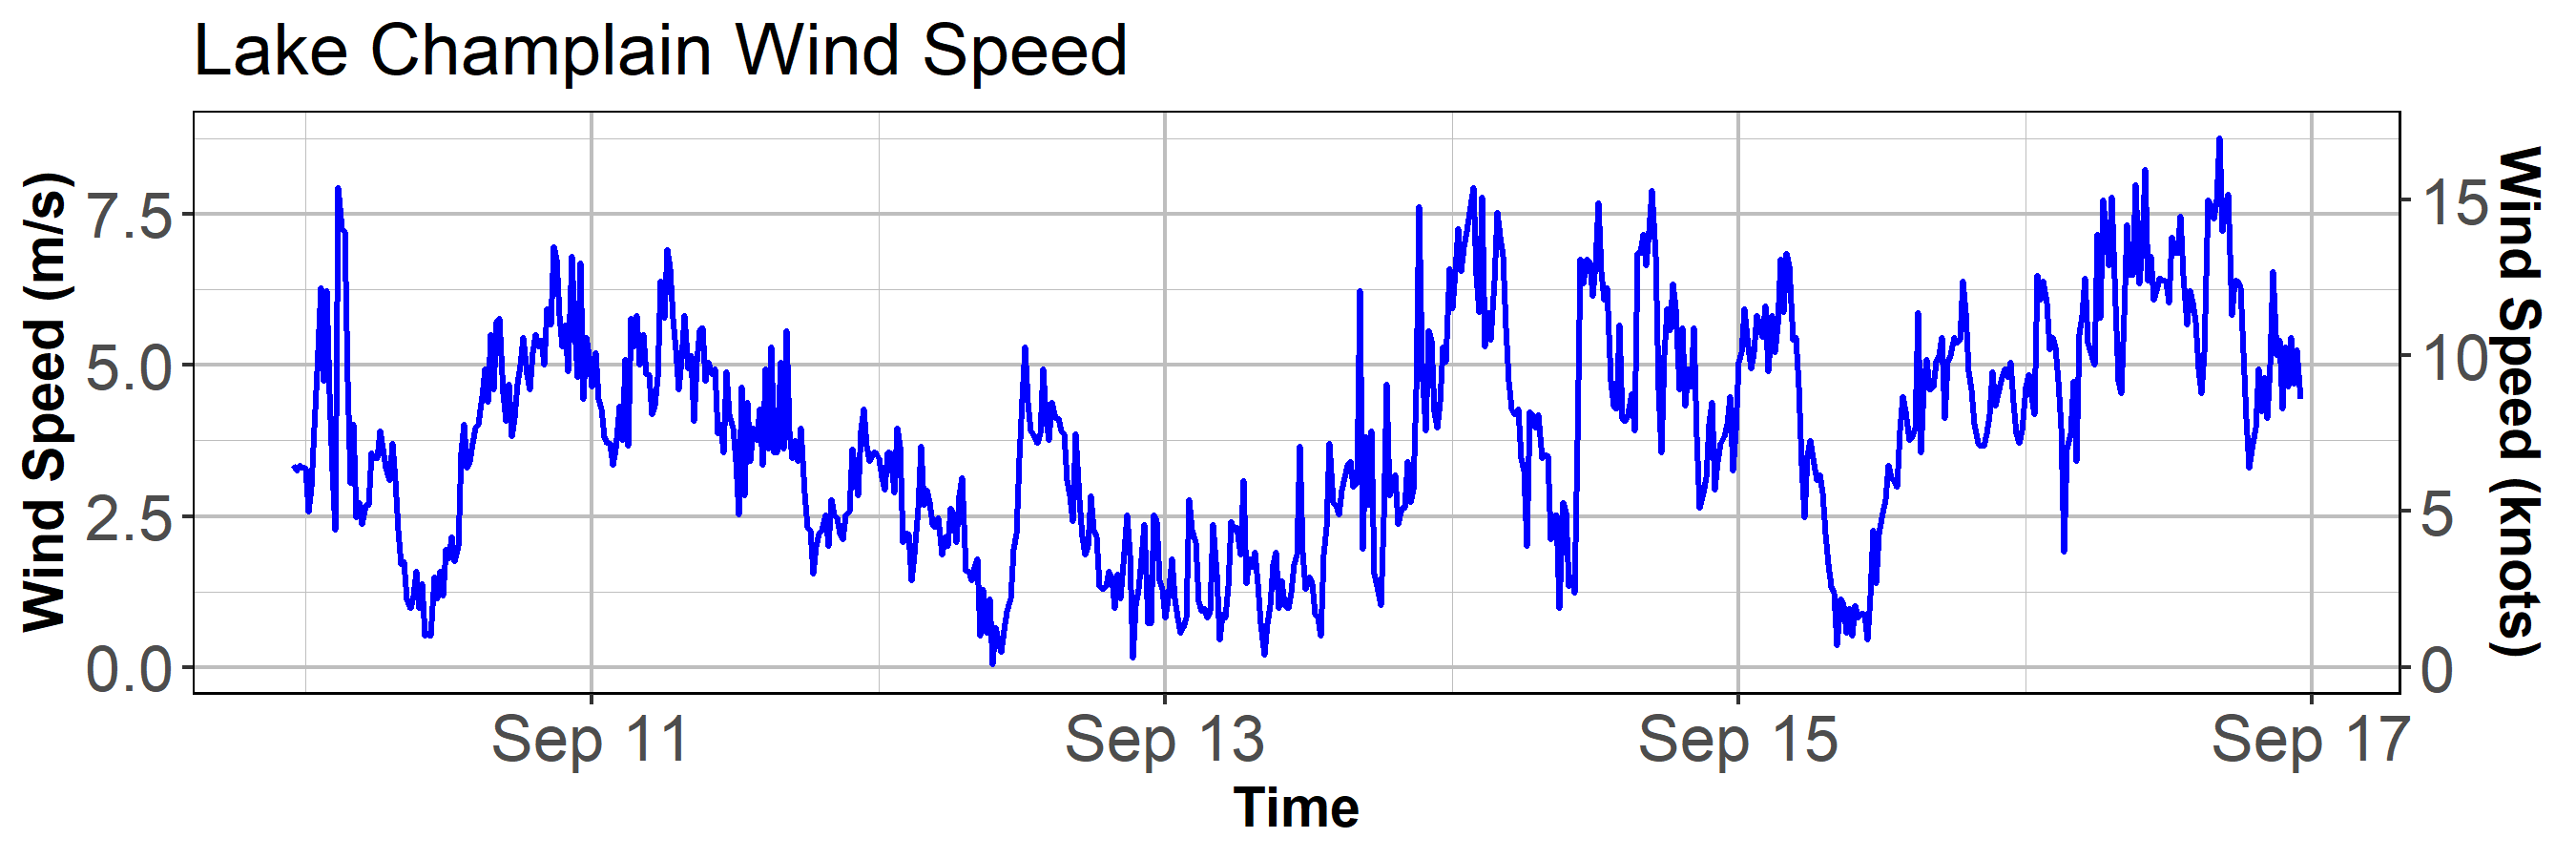 Lake Champlain Wind Speed
Wind Speed (m/s)
7.5
5.0
2.5
0.0
15
10
5
0
Wind Speed (knots)
Sep 11
Sep 13
Sep 15
Sep 17
Time